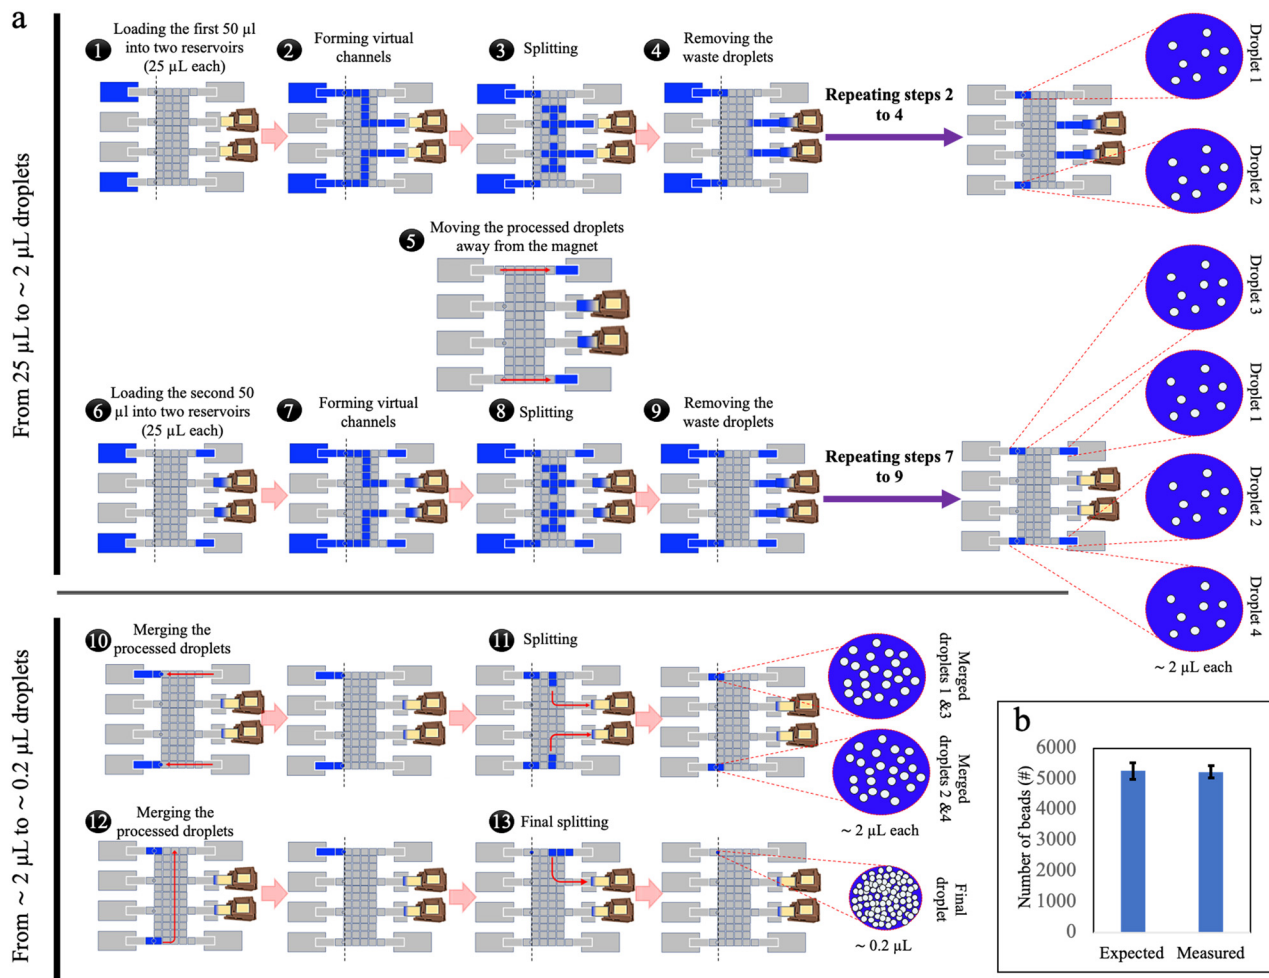 a
From 25 µL to ~ 2 µL droplets
1
Loading the first 50 µl
into two reservoirs
(25 µL each)
2
Forming virtual
channels
3
Splitting
4
Removing the
waste droplets
Repeating steps 2
to 4
Droplet 1
Droplet 2
5
Moving the processed droplets
away from the magnet
6
Loading the second 50
µl into two reservoirs
(25 µL each)
7
Forming virtual
channels
8
Splitting
9
Removing the
waste droplets
Repeating steps 7
to 9
Droplet 3
Droplet 1
Droplet 2
Droplet 4
~ 2 µL each
From ~ 2 µL to ~ 0.2 µL droplets
10
Merging the
processed droplets
11
Splitting
Merged
droplets 1 &3
Merged
droplets 2 &4
~ 2 µL each
12
Merging the
processed droplets
13
Final splitting
Final
droplet
~ 0.2 µL
b
Number of beads (#)
6000
5000
4000
3000
2000
1000
0
Expected
Measured